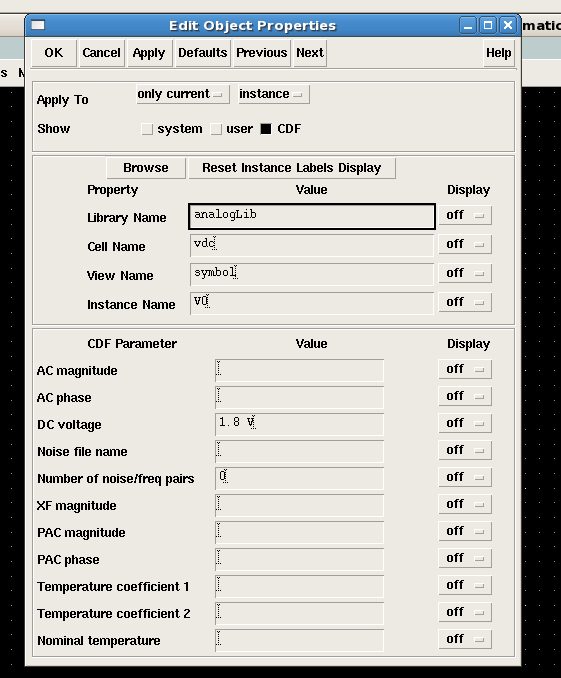 Edit Object Properties
matic
s
OK Cancel Apply Defaults Previous Next Help
Apply To only current instance
Show system user CDF
Browse Reset Instance Labels Display
Property Value Display
Library Name analogLib off
Cell Name vdc off
View Name symbol off
Instance Name V0 off
CDF Parameter Value Display
AC magnitude off
AC phase off
DC voltage 1.8 V off
Noise file name off
Number of noise/freq pairs 0 off
XF magnitude off
PAC magnitude off
PAC phase off
Temperature coefficient 1 off
Temperature coefficient 2 off
Nominal temperature off